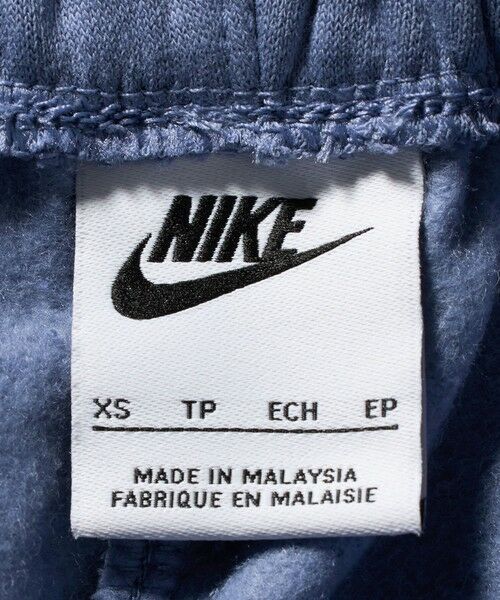 NIKE
XS TP ECH EP
MADE IN MALAYSIA
FABRIQUE EN MALAISIE